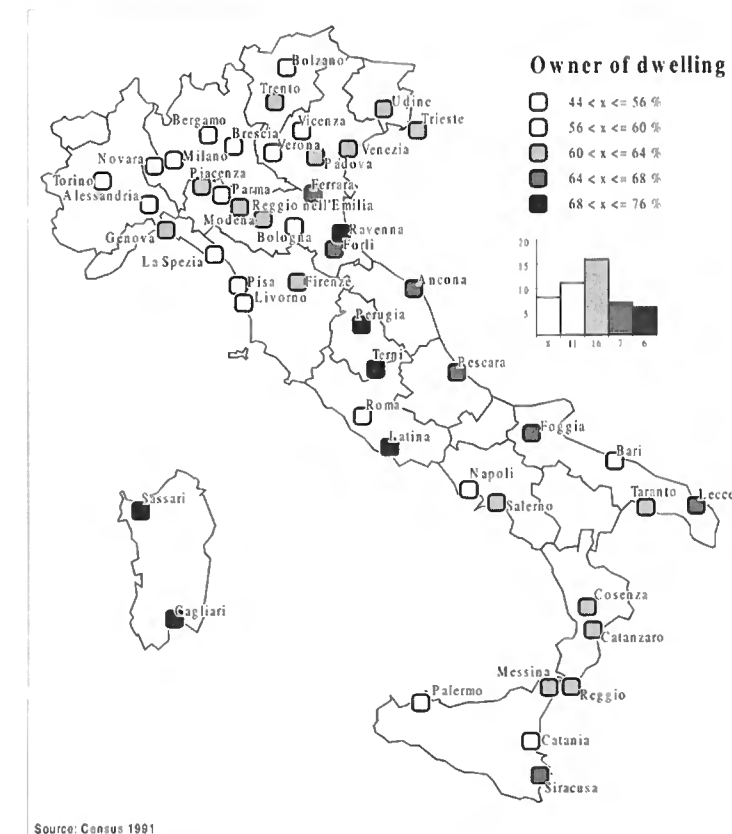 Owner of dwelling
44 < x <= 56 %
56 < x <= 60 %
60 < x <= 64 %
64 < x <= 68 %
68 < x <= 76 %
20
15
10
5
8 11 16 7 6
Bolzano
Trento
Udine
Trieste
Bergamo
Vicenza
Brescia
Verona
Venezia
Padova
Novara
Milano
Torino
Piacenza
Parma
Ferrara
Alessandria
Reggio nell'Emilia
Modena
Ravenna
Genova
Bologna
Forli
La Spezia
Pisa
Firenze
Ancona
Livorno
Perugia
Terni
Pescara
Roma
Latina
Foggia
Bari
Napoli
Salerno
Taranto
Lecce
Sassari
Cagliari
Cosenza
Catanzaro
Messina
Reggio
Palermo
Catania
Siracusa
Source: Census 1991